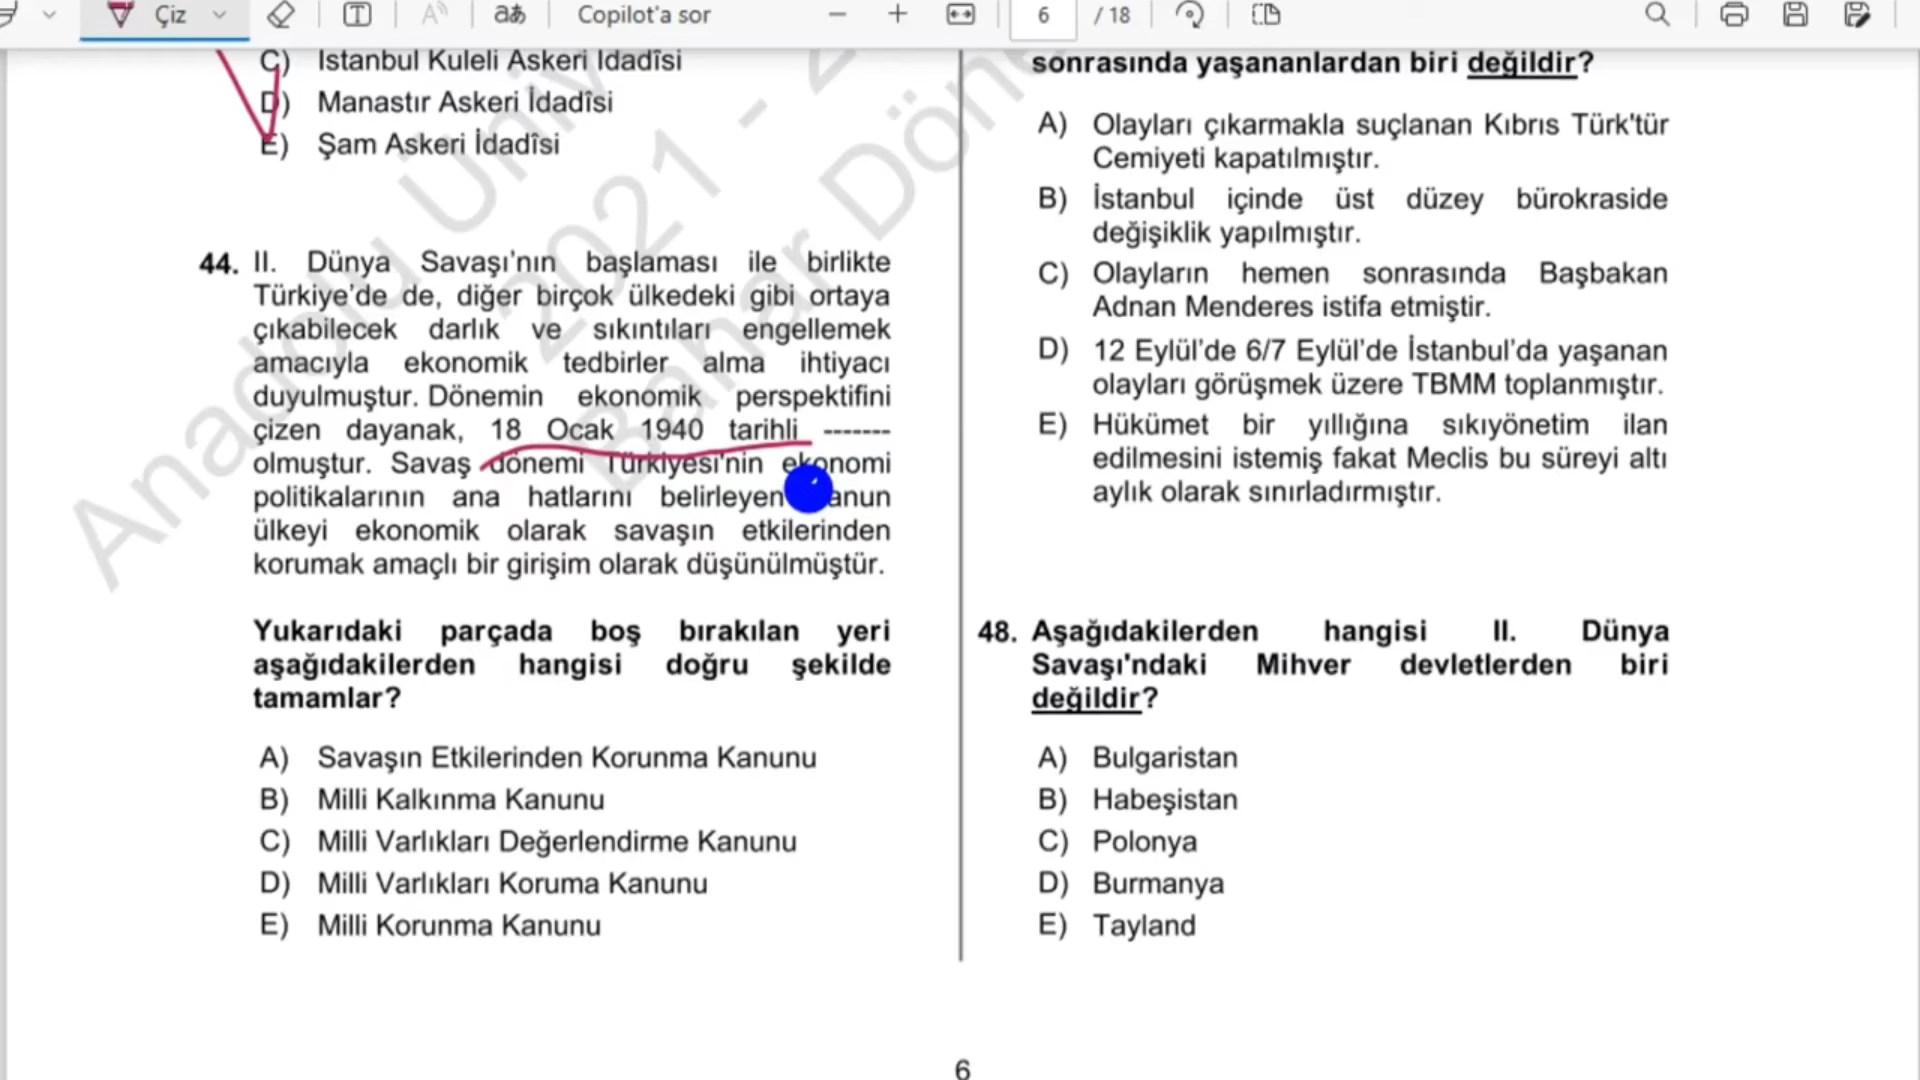 Çiz
Copilot'a sor
6 / 18
C) İstanbul Kuleli Askeri İdadîsi
D) Manastır Askeri İdadîsi
E) Şam Askeri İdadîsi
44. II. Dünya Savaşı'nın başlaması ile birlikte
Türkiye'de de, diğer birçok ülkedeki gibi ortaya
çıkabilecek darlık ve sıkıntıları engellemek
amacıyla ekonomik tedbirler alma ihtiyacı
duyulmuştur. Dönemin ekonomik perspektifini
çizen dayanak, 18 Ocak 1940 tarihli -------
olmuştur. Savaş dönemi Türkiyesi'nin ekonomi
politikalarının ana hatlarını belirleyen anun
ülkeyi ekonomik olarak savaşın etkilerinden
korumak amaçlı bir girişim olarak düşünülmüştür.
Yukarıdaki parçada boş bırakılan yeri
aşağıdakilerden hangisi doğru şekilde
tamamlar?
A) Savaşın Etkilerinden Korunma Kanunu
B) Milli Kalkınma Kanunu
C) Milli Varlıkları Değerlendirme Kanunu
D) Milli Varlıkları Koruma Kanunu
E) Milli Korunma Kanunu
sonrasında yaşananlardan biri değildir?
A) Olayları çıkarmakla suçlanan Kıbrıs Türk'tür
Cemiyeti kapatılmıştır.
B) İstanbul içinde üst düzey bürokraside
değişiklik yapılmıştır.
C) Olayların hemen sonrasında Başbakan
Adnan Menderes istifa etmiştir.
D) 12 Eylül'de 6/7 Eylül'de İstanbul'da yaşanan
olayları görüşmek üzere TBMM toplanmıştır.
E) Hükümet bir yıllığına sıkıyönetim ilan
edilmesini istemiş fakat Meclis bu süreyi altı
aylık olarak sınırladırmıştır.
48. Aşağıdakilerden hangisi II. Dünya
Savaşı'ndaki Mihver devletlerden biri
değildir?
A) Bulgaristan
B) Habeşistan
C) Polonya
D) Burmanya
E) Tayland
6
Anadolu Üniv
2021 - 2
Bahar Döne